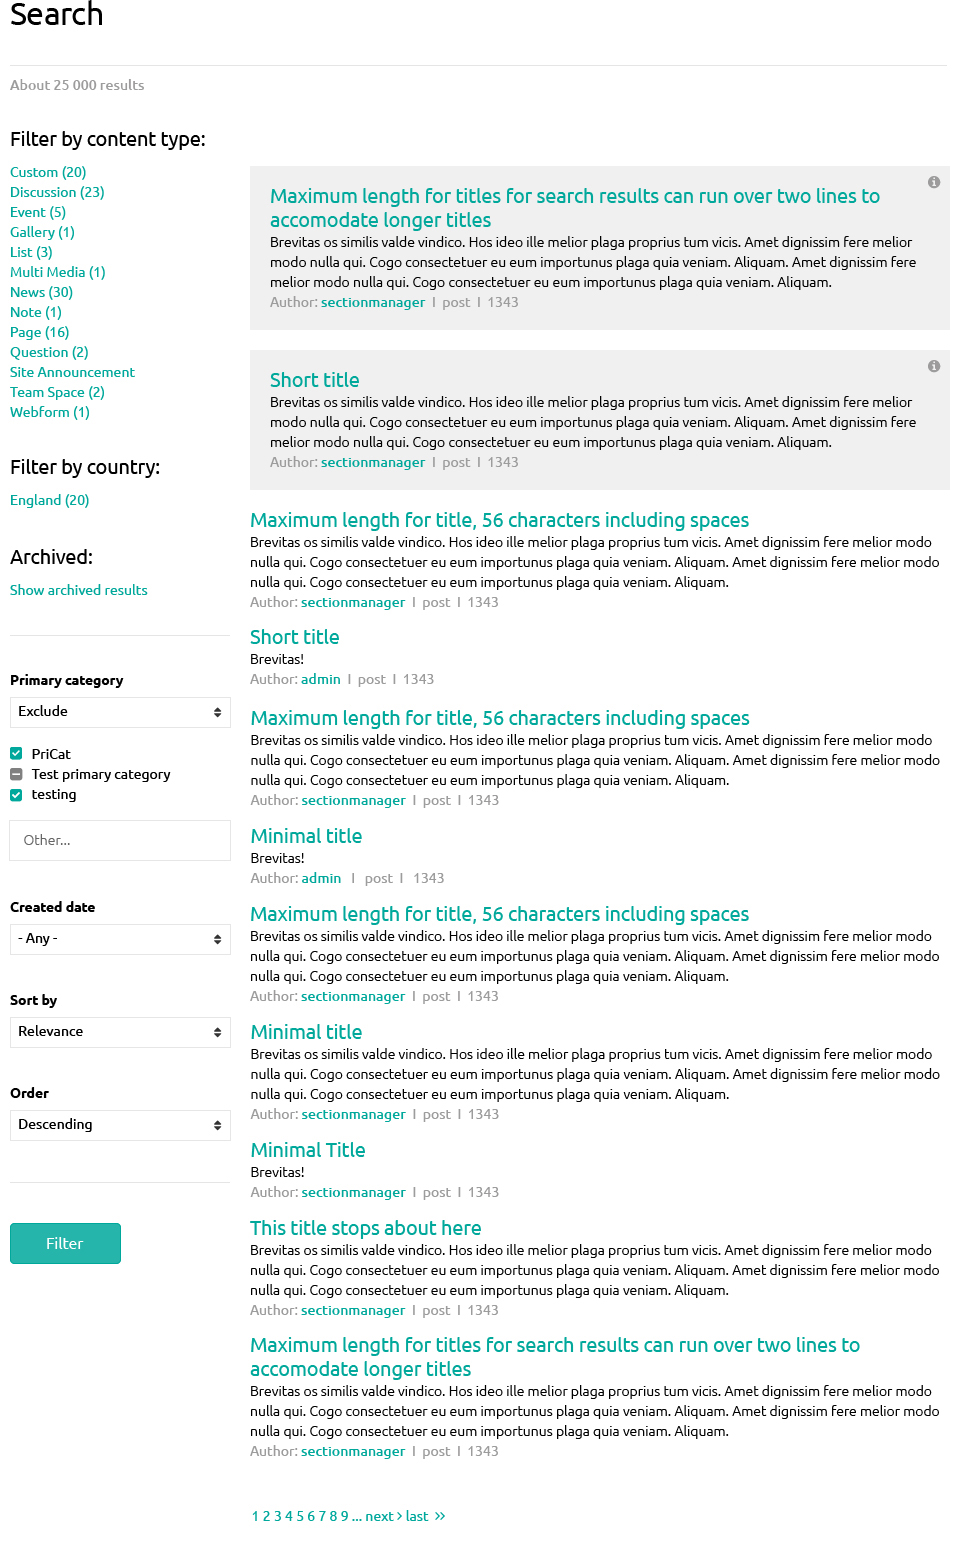 Search
About 25 000 results
Filter by content type:
Custom (20)
Discussion (23)
Event (5)
Gallery (1)
List (3)
Multi Media (1)
News (30)
Note (1)
Page (16)
Question (2)
Site Announcement
Team Space (2)
Webform (1)
Filter by country:
England (20)
Archived:
Show archived results
Primary category
Exclude
PriCat
Test primary category
testing
Other...
Created date
- Any -
Sort by
Relevance
Order
Descending
Filter
Maximum length for titles for search results can run over two lines to
accomodate longer titles
Brevitas os similis valde vindico. Hos ideo ille melior plaga proprius tum vicis. Amet dignissim fere melior
modo nulla qui. Cogo consectetuer eu eum importunus plaga quia veniam. Aliquam. Amet dignissim fere
melior modo nulla qui. Cogo consectetuer eu eum importunus plaga quia veniam. Aliquam.
Author: sectionmanager | post | 1343
Short title
Brevitas os similis valde vindico. Hos ideo ille melior plaga proprius tum vicis. Amet dignissim fere melior
modo nulla qui. Cogo consectetuer eu eum importunus plaga quia veniam. Aliquam. Amet dignissim fere
melior modo nulla qui. Cogo consectetuer eu eum importunus plaga quia veniam. Aliquam.
Author: sectionmanager | post | 1343
Maximum length for title, 56 characters including spaces
Brevitas os similis valde vindico. Hos ideo ille melior plaga proprius tum vicis. Amet dignissim fere melior modo
nulla qui. Cogo consectetuer eu eum importunus plaga quia veniam. Aliquam. Amet dignissim fere melior modo
nulla qui. Cogo consectetuer eu eum importunus plaga quia veniam. Aliquam.
Author: sectionmanager | post | 1343
Short title
Brevitas!
Author: admin | post | 1343
Maximum length for title, 56 characters including spaces
Brevitas os similis valde vindico. Hos ideo ille melior plaga proprius tum vicis. Amet dignissim fere melior modo
nulla qui. Cogo consectetuer eu eum importunus plaga quia veniam. Aliquam. Amet dignissim fere melior modo
nulla qui. Cogo consectetuer eu eum importunus plaga quia veniam. Aliquam.
Author: sectionmanager | post | 1343
Minimal title
Brevitas!
Author: admin | post | 1343
Maximum length for title, 56 characters including spaces
Brevitas os similis valde vindico. Hos ideo ille melior plaga proprius tum vicis. Amet dignissim fere melior modo
nulla qui. Cogo consectetuer eu eum importunus plaga quia veniam. Aliquam. Amet dignissim fere melior modo
nulla qui. Cogo consectetuer eu eum importunus plaga quia veniam. Aliquam.
Author: sectionmanager | post | 1343
Minimal title
Brevitas os similis valde vindico. Hos ideo ille melior plaga proprius tum vicis. Amet dignissim fere melior modo
nulla qui. Cogo consectetuer eu eum importunus plaga quia veniam. Aliquam. Amet dignissim fere melior modo
nulla qui. Cogo consectetuer eu eum importunus plaga quia veniam. Aliquam.
Author: sectionmanager | post | 1343
Minimal Title
Brevitas!
Author: sectionmanager | post | 1343
This title stops about here
Brevitas os similis valde vindico. Hos ideo ille melior plaga proprius tum vicis. Amet dignissim fere melior modo
nulla qui. Cogo consectetuer eu eum importunus plaga quia veniam. Aliquam. Amet dignissim fere melior modo
nulla qui. Cogo consectetuer eu eum importunus plaga quia veniam. Aliquam.
Author: sectionmanager | post | 1343
Maximum length for titles for search results can run over two lines to
accomodate longer titles
Brevitas os similis valde vindico. Hos ideo ille melior plaga proprius tum vicis. Amet dignissim fere melior modo
nulla qui. Cogo consectetuer eu eum importunus plaga quia veniam. Aliquam. Amet dignissim fere melior modo
nulla qui. Cogo consectetuer eu eum importunus plaga quia veniam. Aliquam.
Author: sectionmanager | post | 1343
1 2 3 4 5 6 7 8 9 ... next › last »